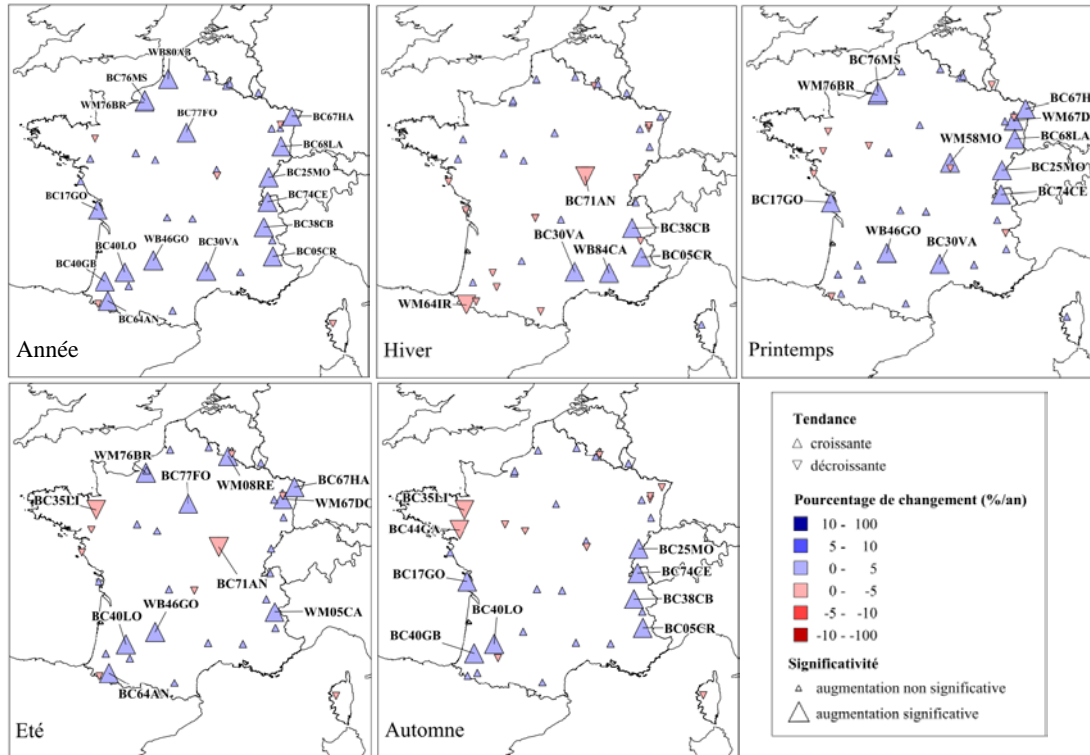 WB80AB
BC76MS
WM76BR
BC77FO
BC67HA
BC68LA
BC25MO
BC74CE
BC17GO
BC38CB
BC40LO
WB46GO
BC30VA
BC05CR
BC40GB
BC64AN
Année
BC71AN
BC38CB
BC30VA
WB84CA
BC05CR
WM64IR
Hiver
BC76MS
WM76BR
BC67H
WM67D
WM58MO
BC68LA
BC25MO
BC74CE
BC17GO
WB46GO
BC30VA
Printemps
WM76BR
BC77FO
WM08RE
BC67HA
BC35LI
WM67DO
BC71AN
WB46GO
WM05CA
BC40LO
BC64AN
Eté
BC35LI
BC44GA
BC25MO
BC17GO
BC74CE
BC40LO
BC38CB
BC40GB
BC05CR
Automne
Tendance
croissante
décroissante
Pourcentage de changement (%/an)
10 - 100
5 - 10
0 - 5
0 - -5
-5 - -10
-10 - -100
Significativité
augmentation non significative
augmentation significative